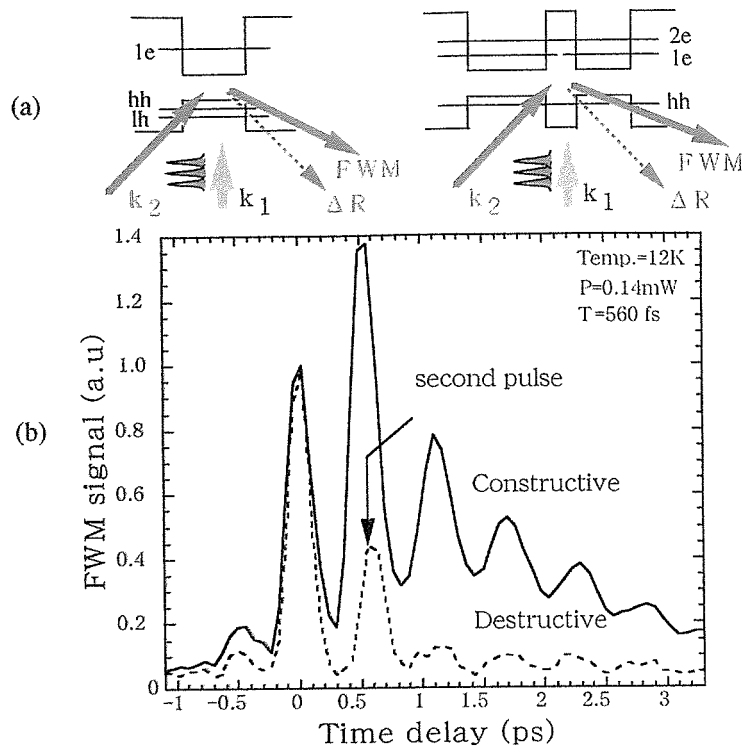 (a)
1e
hh
lh
k2
k1
FWM
ΔR
2e
1e
hh
k2
k1
FWM
ΔR
(b)
FWM signal (a.u)
1.4
1.2
1.0
0.8
0.6
0.4
0.2
0
Temp.=12K
P=0.14mW
T=560 fs
second pulse
Constructive
Destructive
-1 -0.5 0 0.5 1 1.5 2 2.5 3
Time delay (ps)